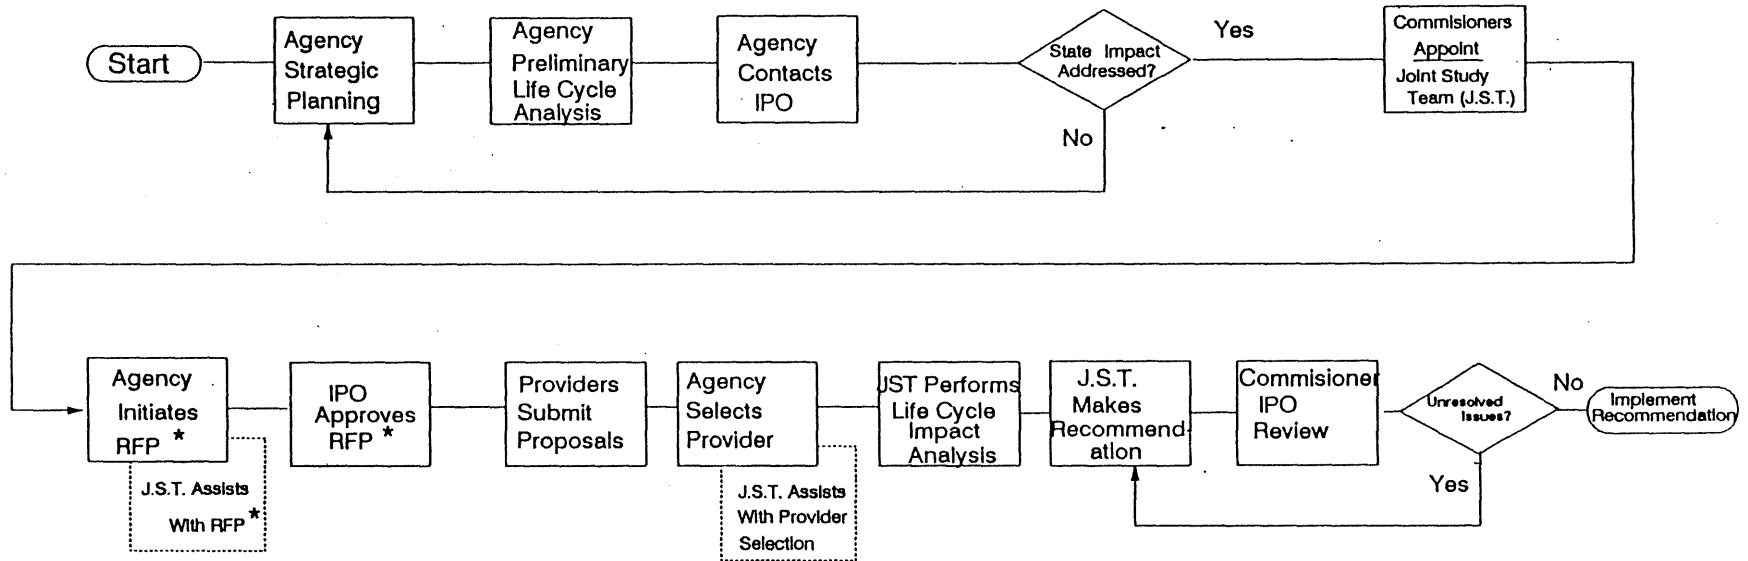 Start
Agency
Strategic
Planning
Agency
Preliminary
Life Cycle
Analysis
Agency
Contacts
IPO
State Impact
Addressed?
Yes
No
Commisioners
Appoint
Joint Study
Team (J.S.T.)
Agency
Initiates
RFP *
J.S.T. Assists
With RFP *
IPO
Approves
RFP *
Providers
Submit
Proposals
Agency
Selects
Provider
J.S.T. Assists
With Provider
Selection
JST Performs
Life Cycle
Impact
Analysis
J.S.T.
Makes
Recommend-
ation
Commisioner
IPO
Review
Unresolved
Issues?
No
Yes
Implement
Recommendation